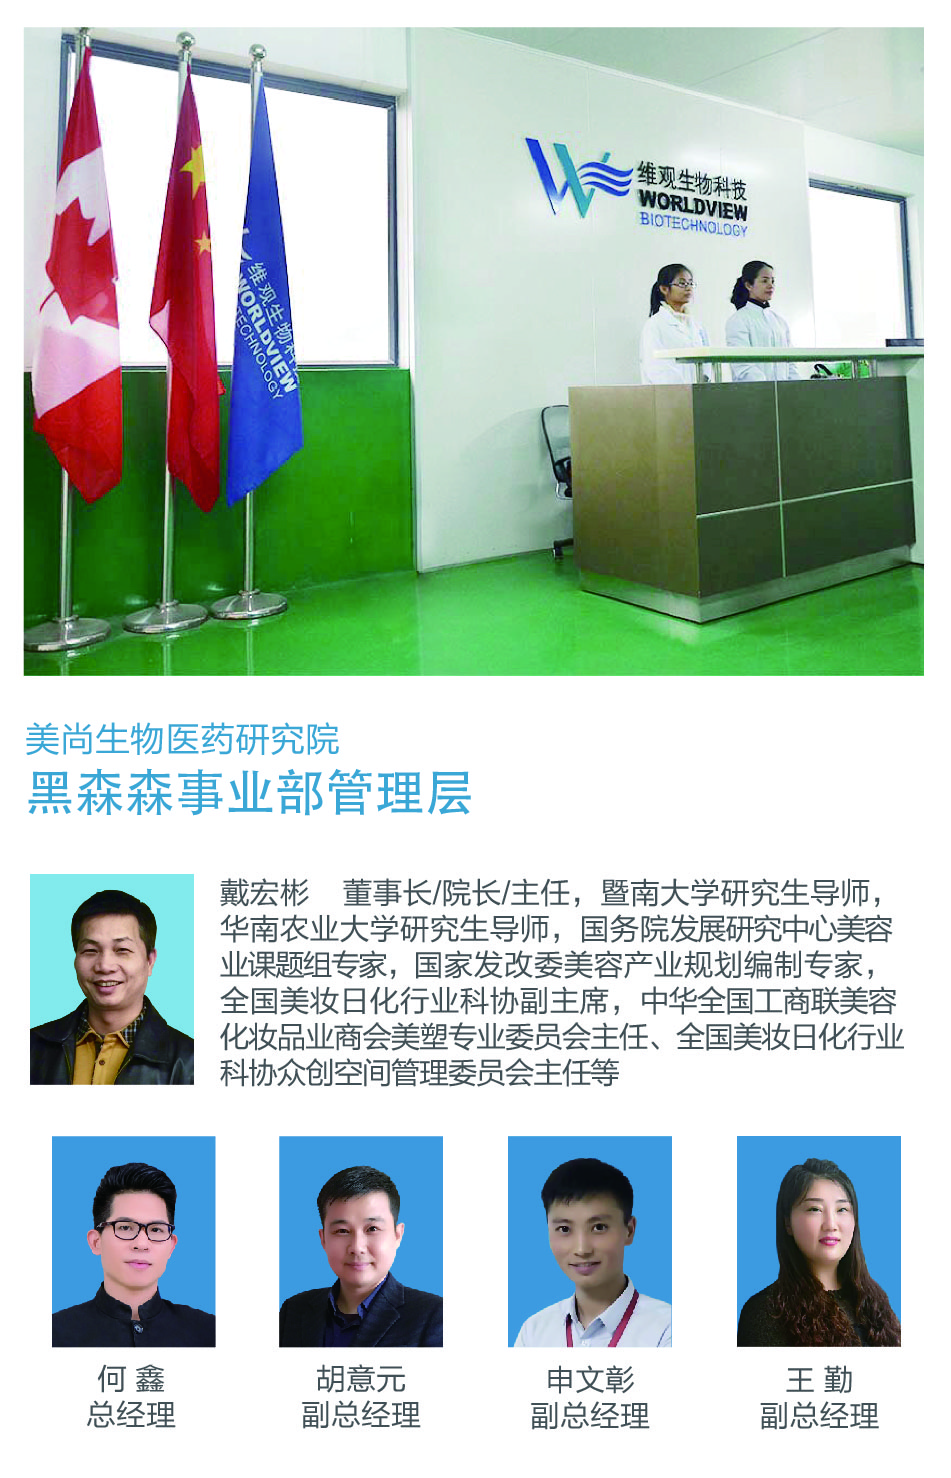 维观生物科技
WORLDVIEW
BIOTECHNOLOGY
维观生物科技
WORLDVIEW
BIOTECHNOLOGY
美尚生物医药研究院
黑森森事业部管理层
戴宏彬 董事长/院长/主任，暨南大学研究生导师，
华南农业大学研究生导师，国务院发展研究中心美容
业课题组专家，国家发改委美容产业规划编制专家，
全国美妆日化行业科协副主席，中华全国工商联美容
化妆品业商会美塑专业委员会主任、全国美妆日化行业
科协众创空间管理委员会主任等
何 鑫
总经理
胡意元
副总经理
申文彰
副总经理
王 勤
副总经理